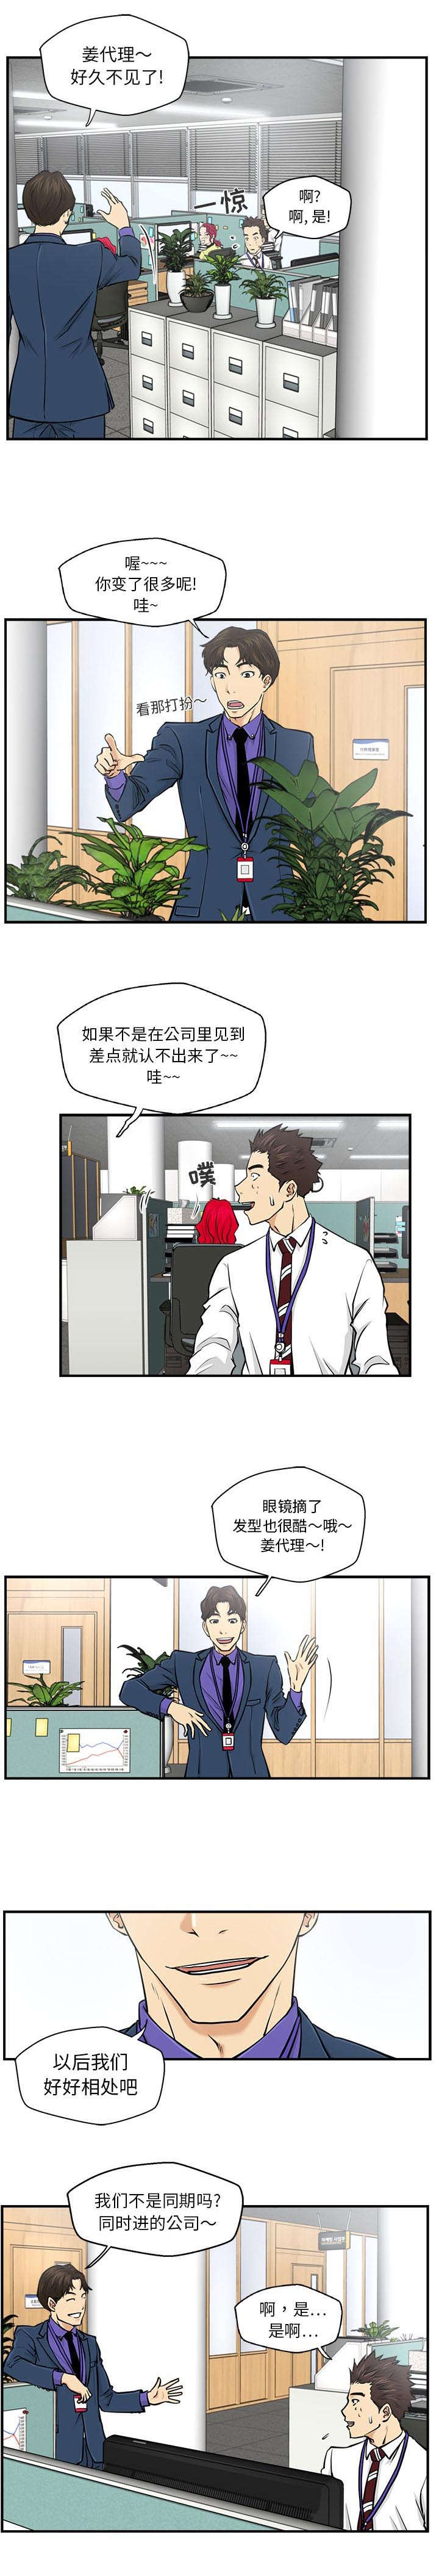 姜代理～
好久不见了!
一惊
啊?
啊, 是!
喔~~~
你变了很多呢!
哇~
看那打扮～
如果不是在公司里见到
差点就认不出来了~~
哇~~
噗
眼镜摘了
发型也很酷～哦～
姜代理～!
以后我们
好好相处吧
我们不是同期吗?
同时进的公司～
啊，是...
是啊...